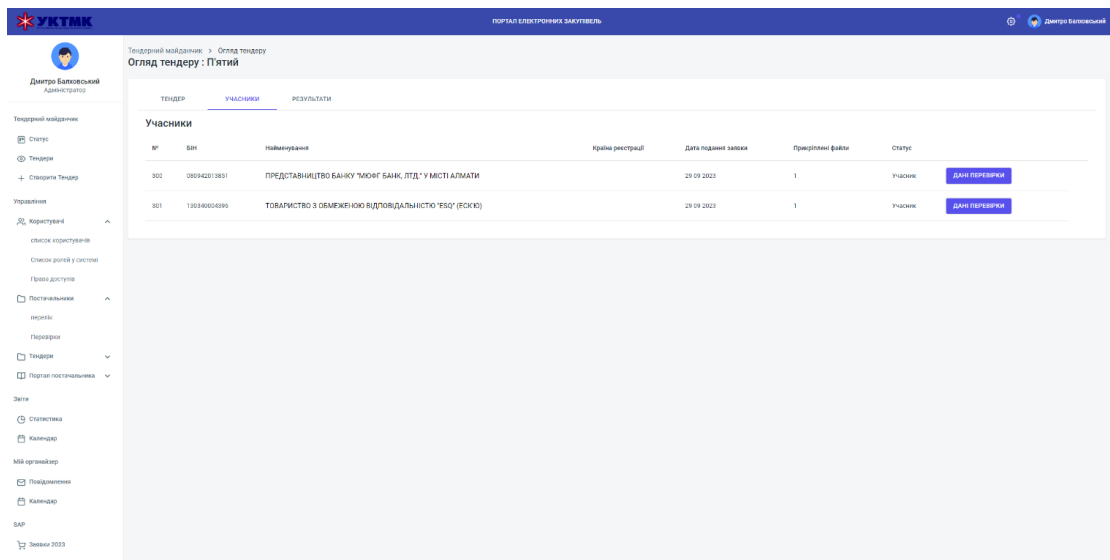 УКТМК
ПОРТАЛ ЕЛЕКТРОННИХ ЗАКУПІВЕЛЬ
Дмитро Балховський
Дмитро Балховський
Адміністратор
Тендерний майданчик
Статус
Тендери
Створити Тендер
Управління
Користувачі
список користувачів
Список ролей у системі
Права доступів
Постачальники
перелік
Перевірки
Тендери
Портал постачальника
Звіти
Статистика
Календар
Мій органайзер
Повідомлення
Календар
SAP
Заявки 2023
Тендерний майданчик > Огляд тендеру
Огляд тендеру : П'ятий
ТЕНДЕР УЧАСНИКИ РЕЗУЛЬТАТИ
Учасники
№ БІН Найменування Країна реєстрації Дата подання заявки Прикріплені файли Статус
300 080942013851 ПРЕДСТАВНИЦТВО БАНКУ "МЮФГ БАНК, ЛТД." У МІСТІ АЛМАТИ 29 09 2023 1 Учасник ДАНІ ПЕРЕВІРКИ
301 130340004396 ТОВАРИСТВО З ОБМЕЖЕНОЮ ВІДПОВІДАЛЬНІСТЮ "ESQ" (ЕСК'Ю) 29 09 2023 1 Учасник ДАНІ ПЕРЕВІРКИ